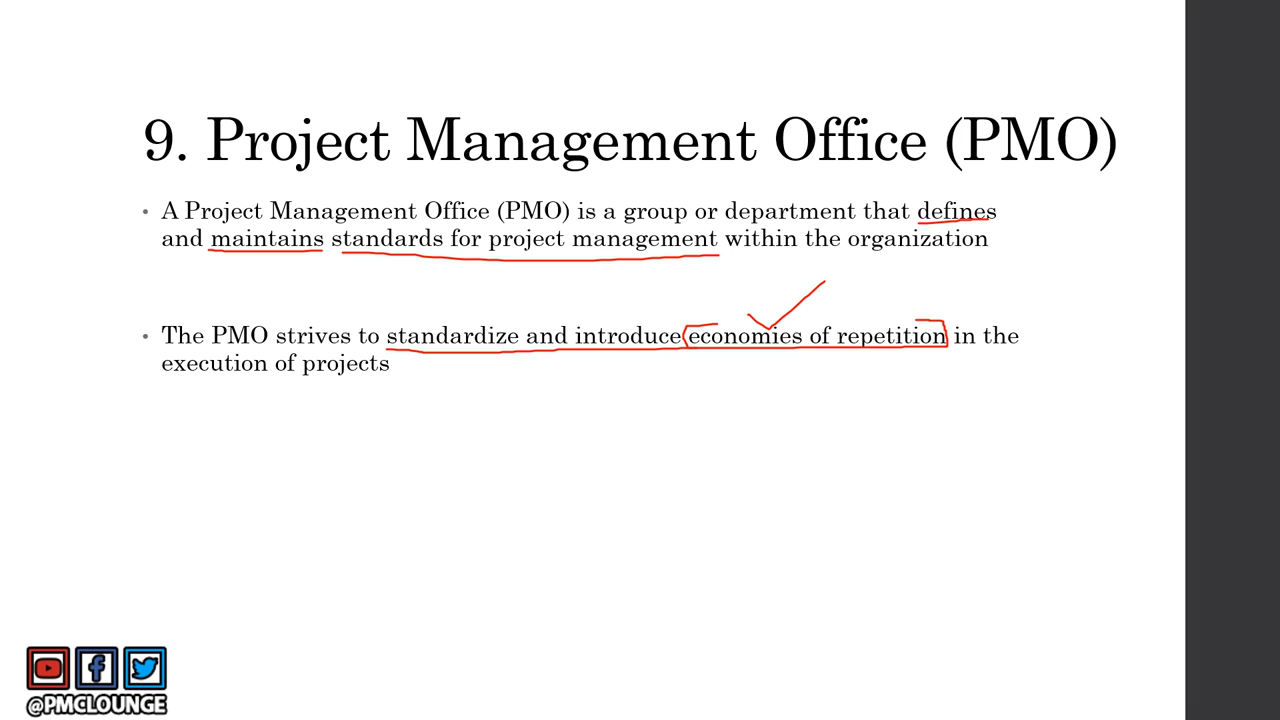 9. Project Management Office (PMO)
• A Project Management Office (PMO) is a group or department that defines
and maintains standards for project management within the organization
• The PMO strives to standardize and introduce economies of repetition in the
execution of projects
@PMCLOUNGE